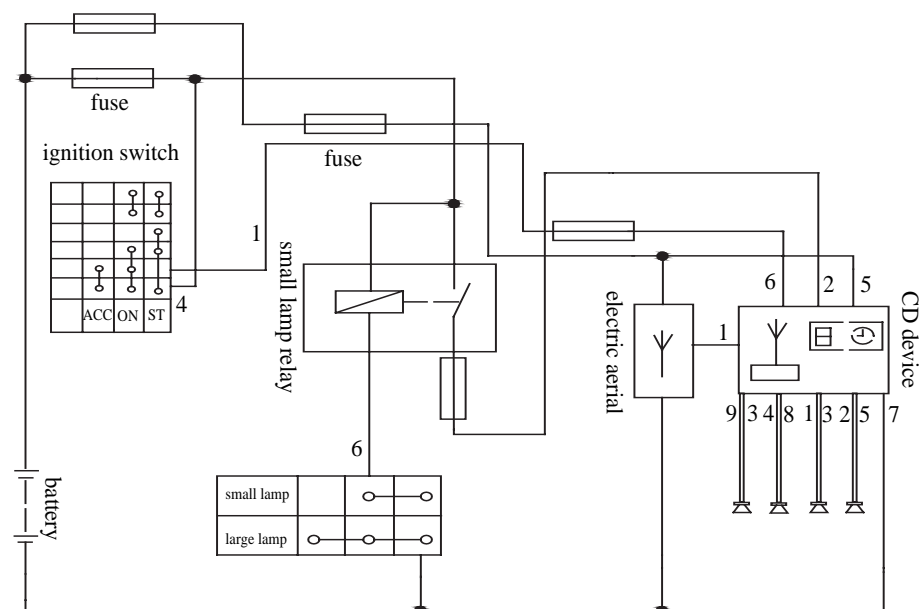 fuse
ignition switch
fuse
1
small lamp relay
6
2
5
4
ACC ON ST
electric aerial
1
CD device
9 3 4 8 1 3 2 5 7
6
battery
small lamp
large lamp